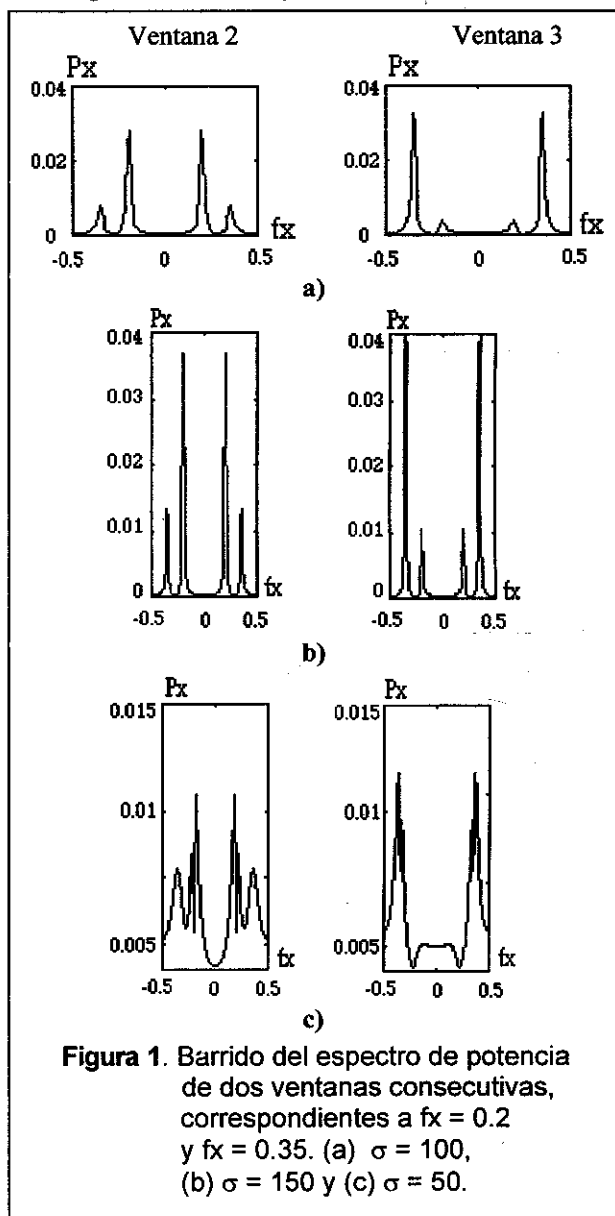 Ventana 2 Ventana 3
Px
0.04
0.02
0
-0.5 0 0.5
fx
0.04
0.02
0
-0.5 0 0.5
fx
a)
Px
0.04
0.03
0.02
0.01
0
fx
-0.5 0 0.5
Px
0.04
0.03
0.02
0.01
0
fx
-0.5 0 0.5
b)
Px
0.015
0.01
0.005
fx
-0.5 0 0.5
Px
0.015
0.01
0.005
fx
-0.5 0 0.5
c)
Figura 1. Barrido del espectro de potencia
de dos ventanas consecutivas,
correspondientes a fx = 0.2
y fx = 0.35. (a) σ = 100,
(b) σ = 150 y (c) σ = 50.